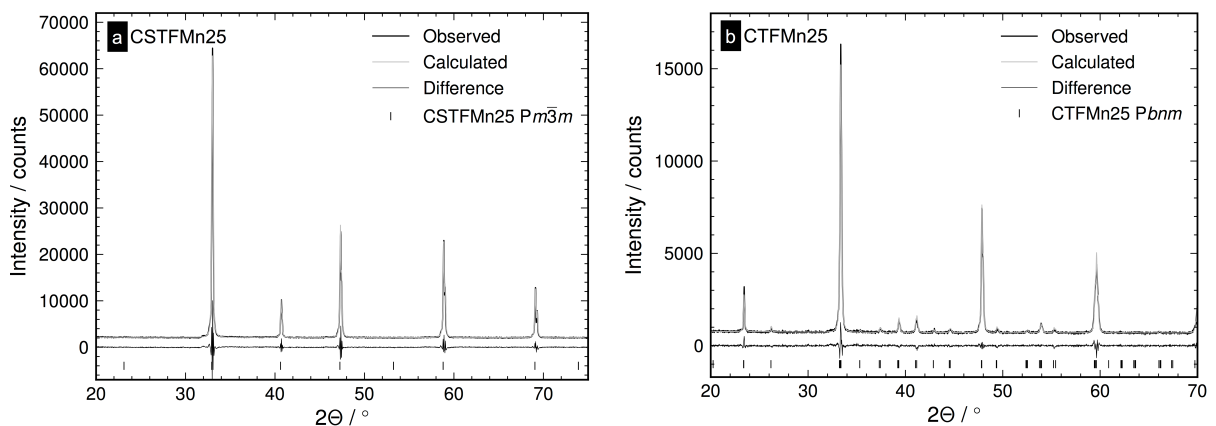 a CSTFMn25
Observed
Calculated
Difference
CSTFMn25 Pm3̅m
Intensity / counts
70000
60000
50000
40000
30000
20000
10000
0
20 30 40 50 60 70
2Θ / °
b CTFMn25
Observed
Calculated
Difference
CTFMn25 Pbnm
Intensity / counts
15000
10000
5000
0
20 30 40 50 60 70
2Θ / °